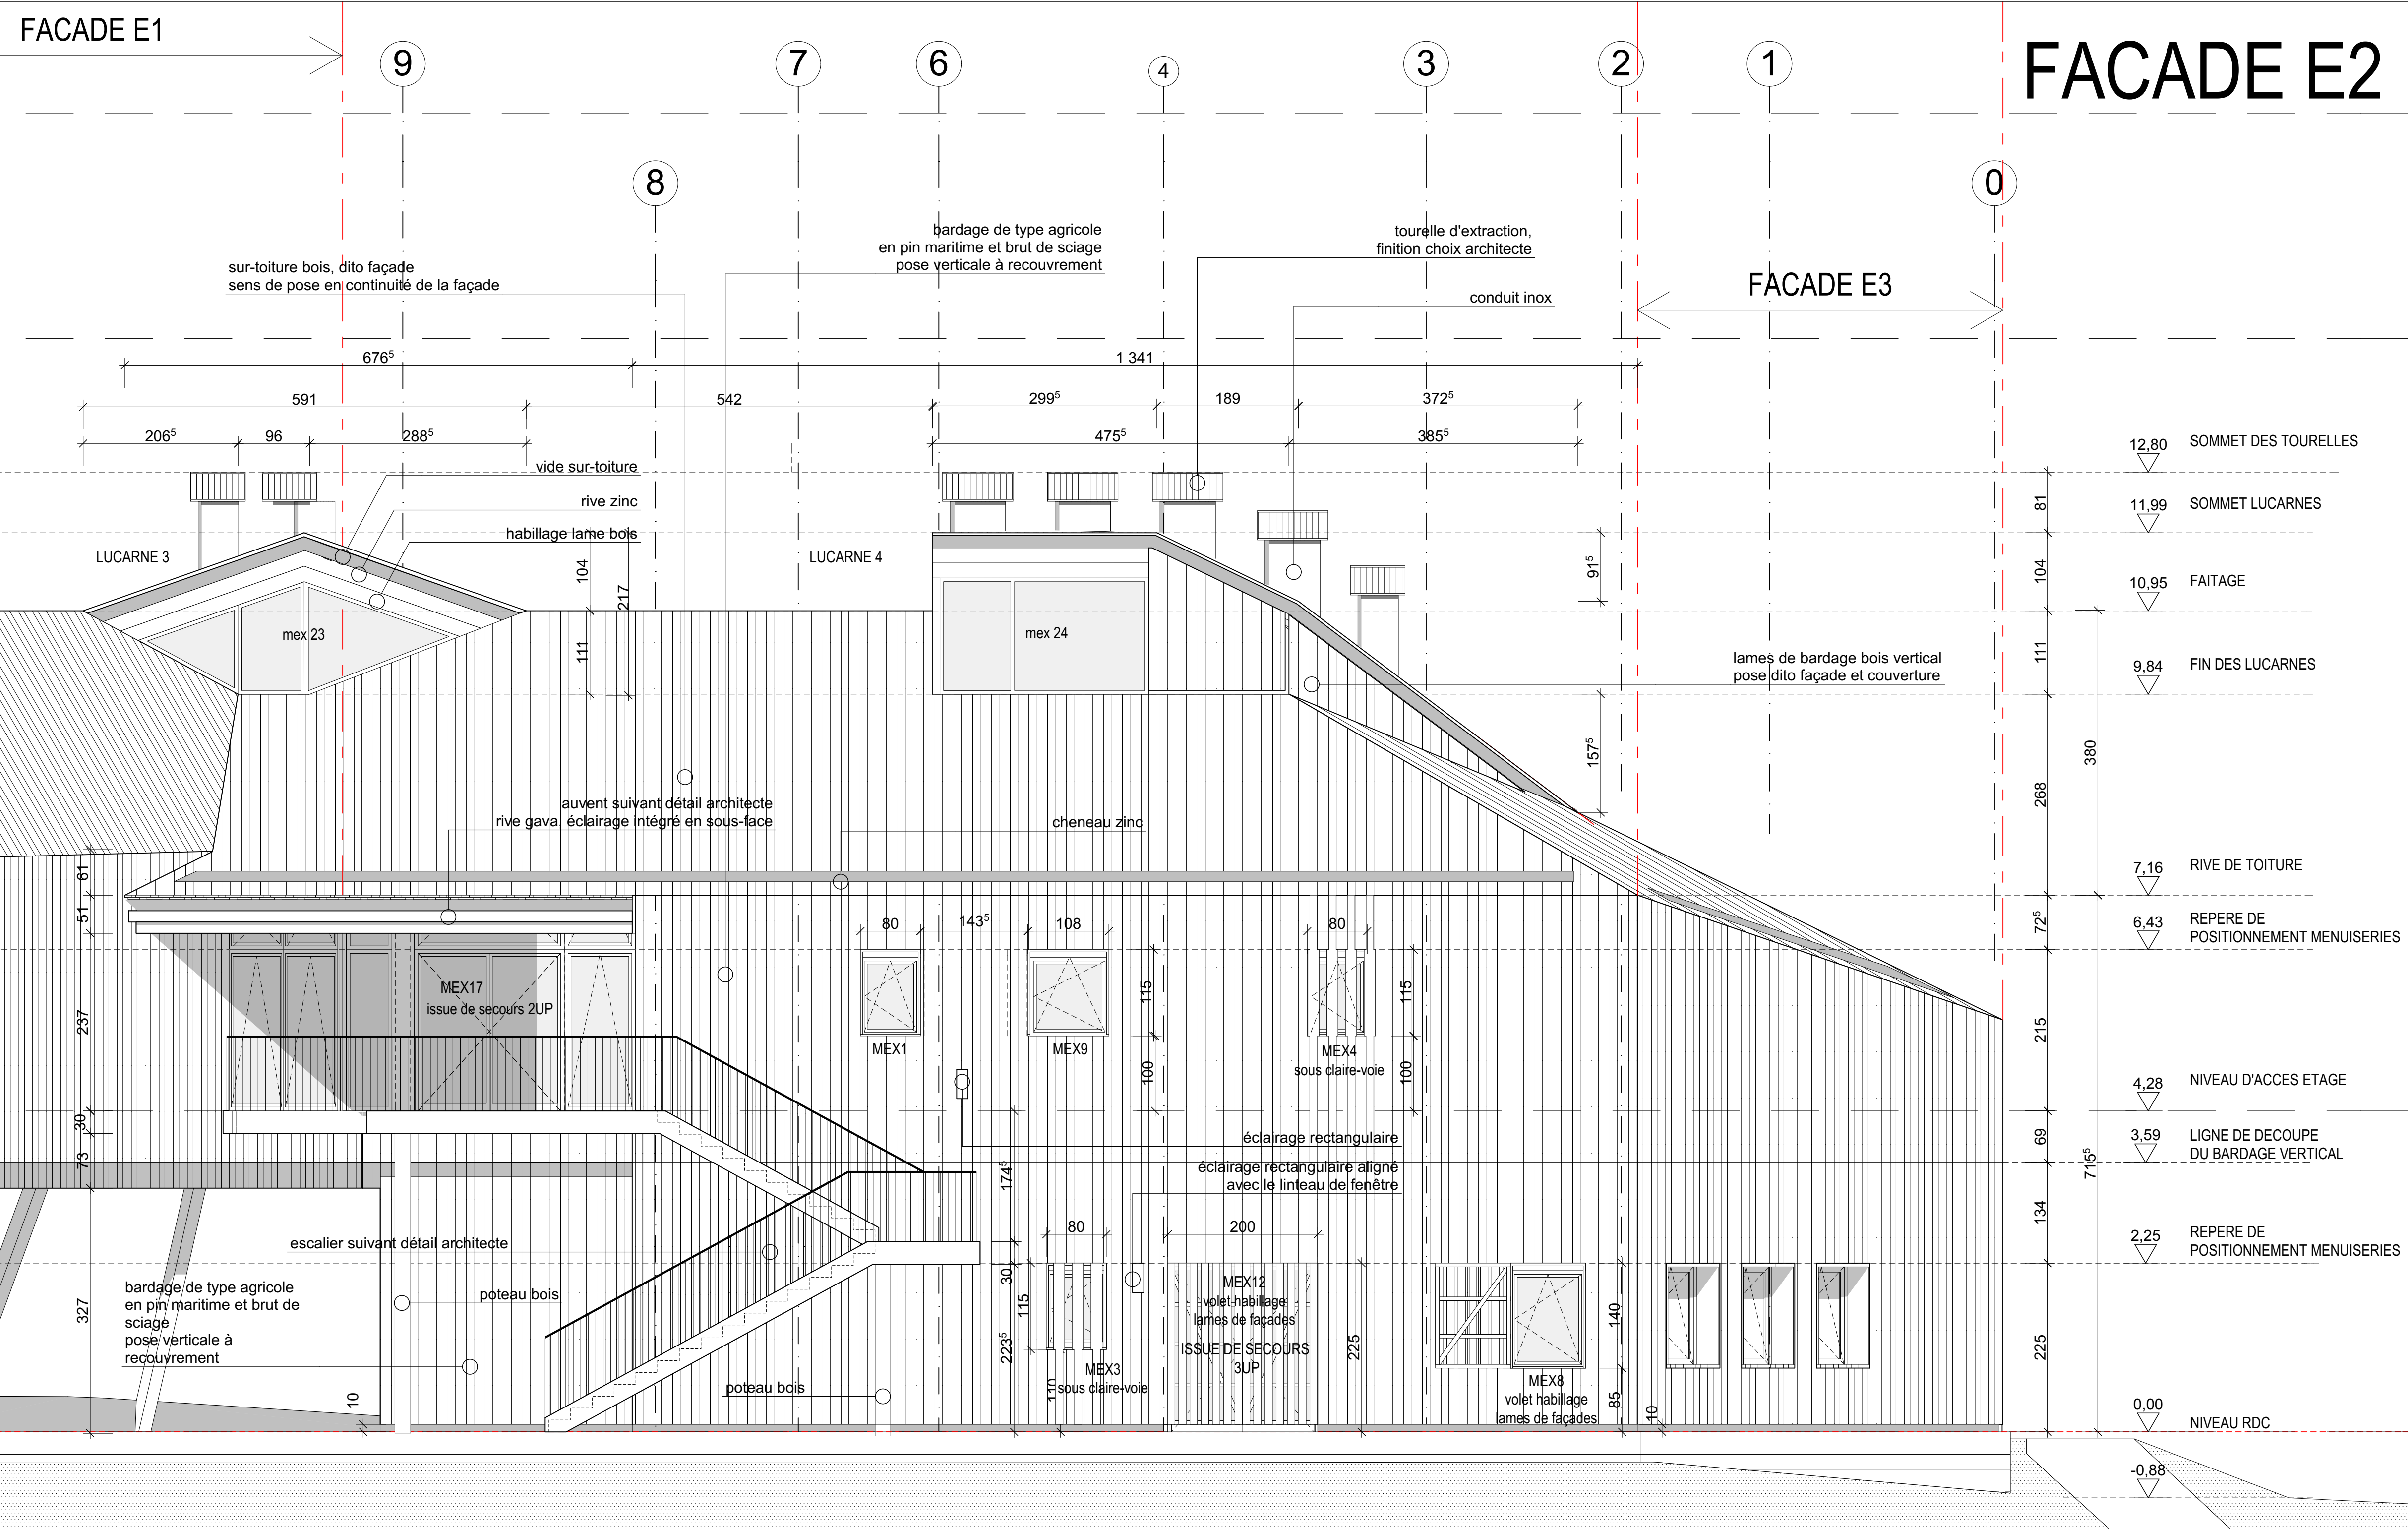 FACADE E1
FACADE E2
9
7
6
4
3
2
1
8
0
FACADE E3
bardage de type agricole
en pin maritime et brut de sciage
pose verticale à recouvrement
tourelle d'extraction,
finition choix architecte
sur-toiture bois, dito façade
sens de pose en continuité de la façade
conduit inox
676⁵
1 341
591
542
299⁵
189
372⁵
206⁵
96
288⁵
475⁵
385⁵
vide sur-toiture
rive zinc
habillage lame bois
LUCARNE 3
LUCARNE 4
104
217
111
mex 23
mex 24
91⁵
157⁵
lames de bardage bois vertical
pose dito façade et couverture
12,80
SOMMET DES TOURELLES
81
11,99
SOMMET LUCARNES
104
10,95
FAITAGE
111
9,84
FIN DES LUCARNES
268
380
7,16
RIVE DE TOITURE
72⁵
6,43
REPERE DE
POSITIONNEMENT MENUISERIES
215
4,28
NIVEAU D'ACCES ETAGE
69
3,59
LIGNE DE DECOUPE
DU BARDAGE VERTICAL
715⁵
134
2,25
REPERE DE
POSITIONNEMENT MENUISERIES
225
0,00
NIVEAU RDC
-0,88
auvent suivant détail architecte
rive gava, éclairage intégré en sous-face
cheneau zinc
61
51
237
30
73
327
MEX17
issue de secours 2UP
80
143⁵
108
80
115
115
MEX1
MEX9
MEX4
sous claire-voie
100
100
éclairage rectangulaire
éclairage rectangulaire aligné
avec le linteau de fenêtre
174⁵
30
223⁵
80
200
115
110
MEX3
sous claire-voie
MEX12
volet habillage
lames de façades
ISSUE DE SECOURS
3UP
225
140
85
MEX8
volet habillage
lames de façades
10
escalier suivant détail architecte
poteau bois
poteau bois
bardage de type agricole
en pin maritime et brut de
sciage
pose verticale à
recouvrement
10